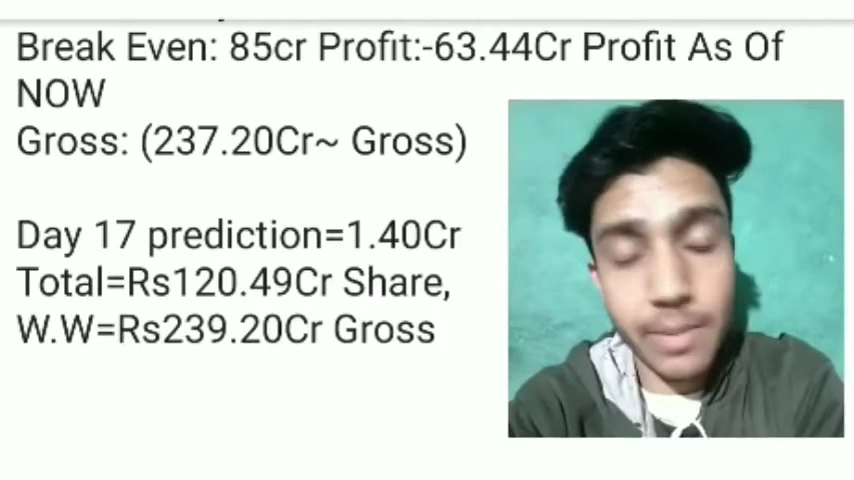 Break Even: 85cr Profit:-63.44Cr Profit As Of
NOW
Gross: (237.20Cr~ Gross)
Day 17 prediction=1.40Cr
Total=Rs120.49Cr Share,
W.W=Rs239.20Cr Gross